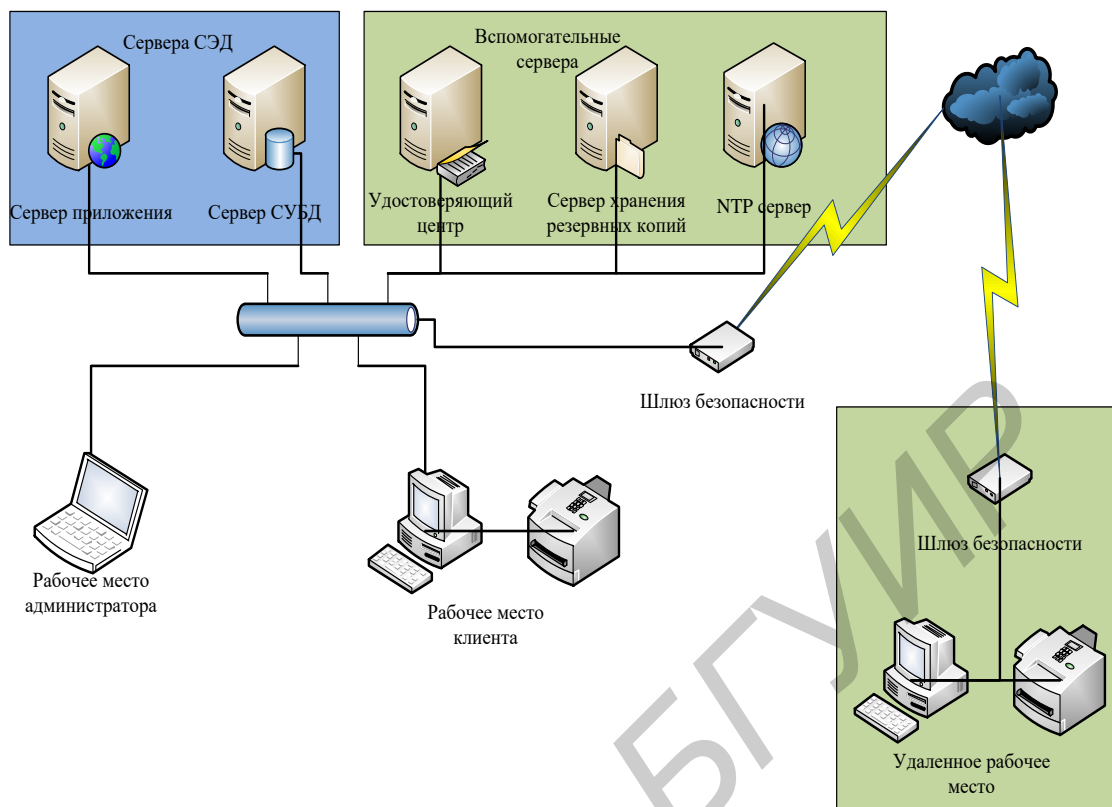 Сервера СЭД
Вспомогательные
сервера
Сервер приложения
Сервер СУБД
Удостоверяющий
центр
Сервер хранения
резервных копий
NTP сервер
Шлюз безопасности
Рабочее место
администратора
Рабочее место
клиента
Шлюз безопасности
Удаленное рабочее
место
БГУИР